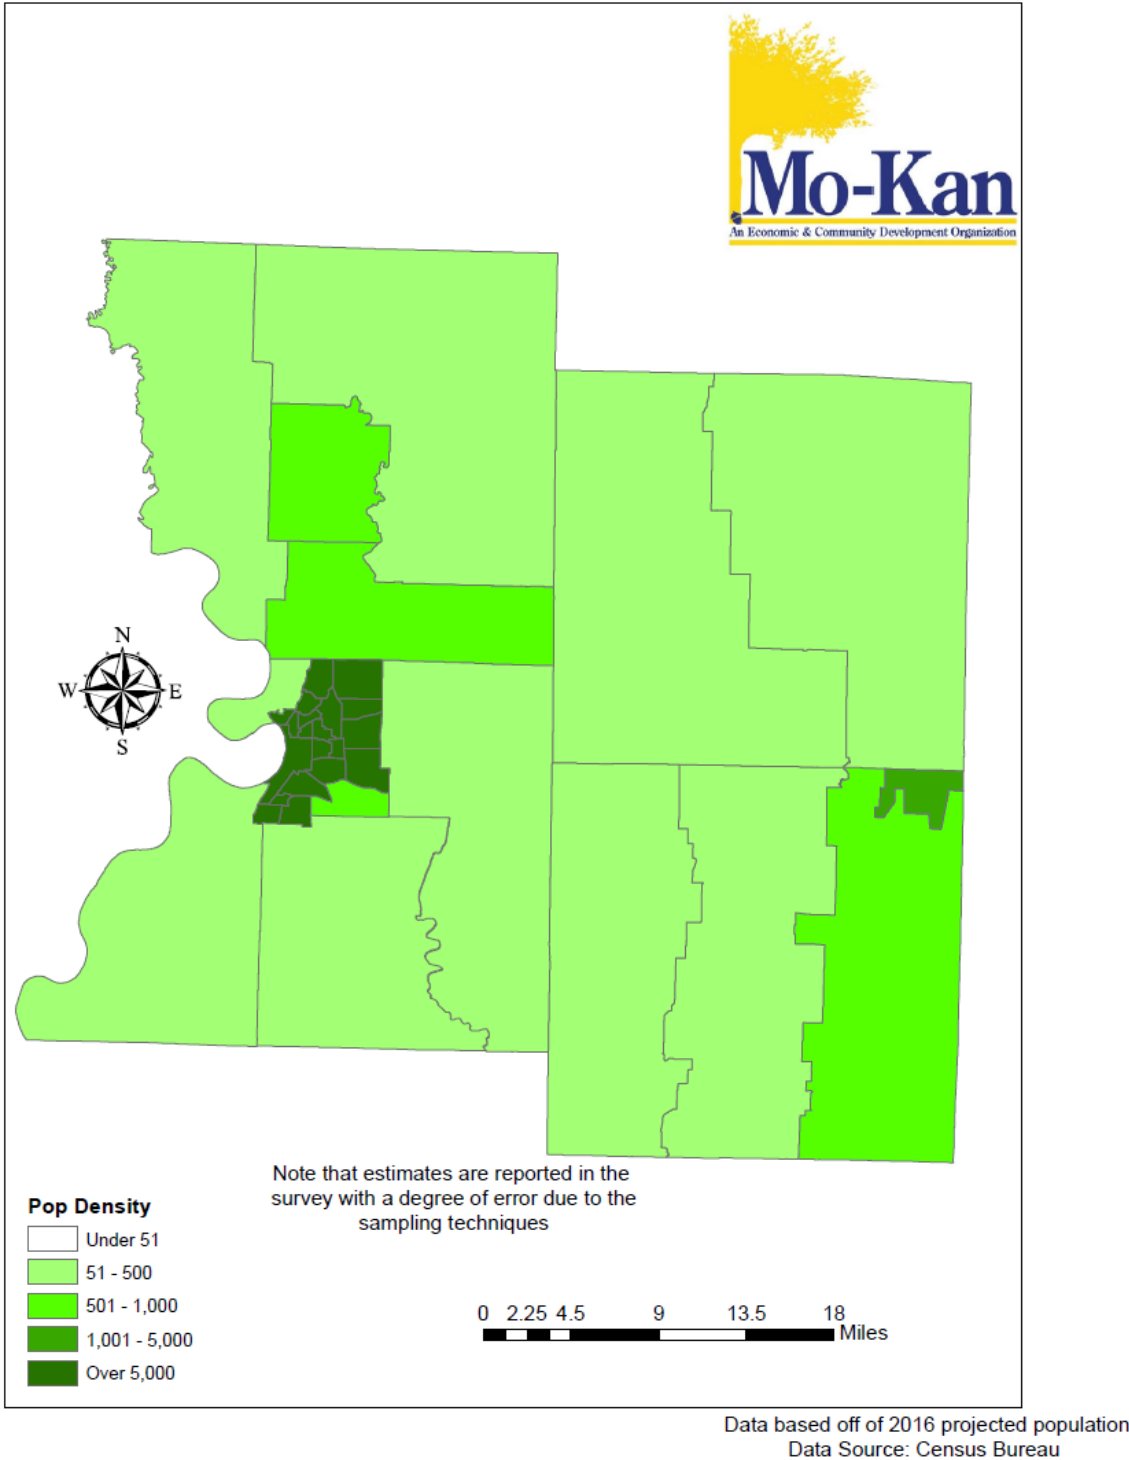 Mo-Kan
An Economic & Community Development Organization
N
W
E
S
Note that estimates are reported in the
survey with a degree of error due to the
sampling techniques
Pop Density
Under 51
51 - 500
501 - 1,000
1,001 - 5,000
Over 5,000
0 2.25 4.5 9 13.5 18
Miles
Data based off of 2016 projected population
Data Source: Census Bureau